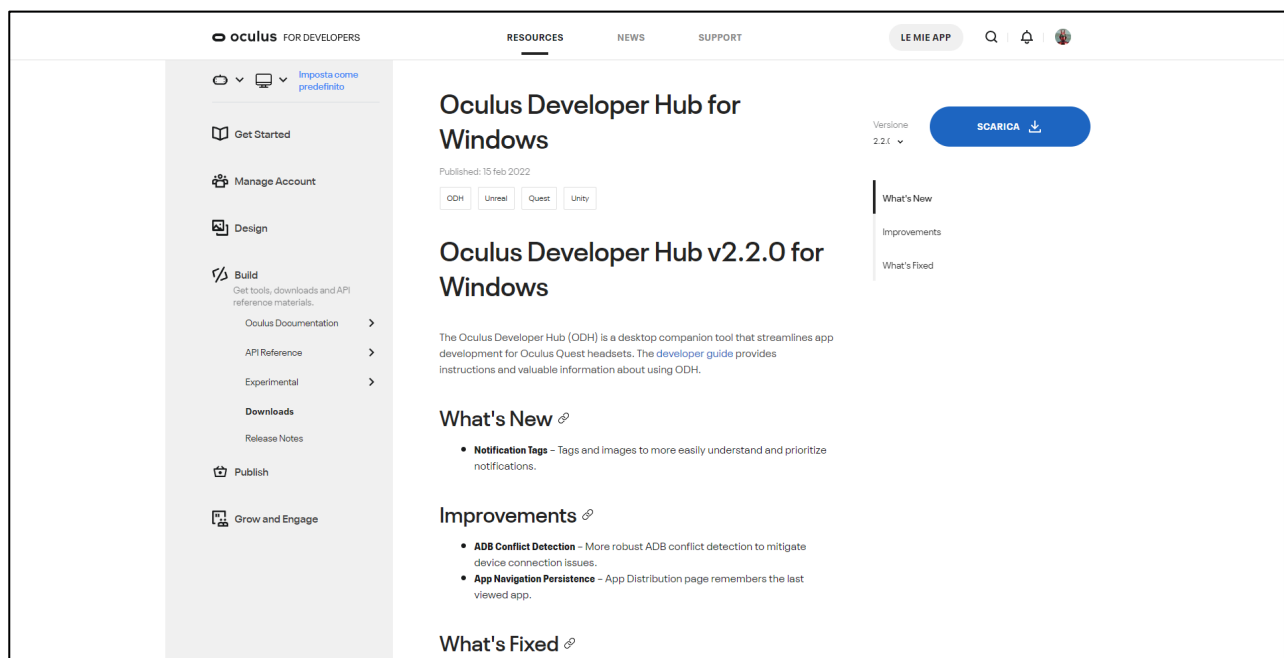 oculus FOR DEVELOPERS
RESOURCES
NEWS
SUPPORT
LE MIE APP
Imposta come
predefinito
Get Started
Manage Account
Design
Build
Get tools, downloads and API
reference materials.
Oculus Documentation
API Reference
Experimental
Downloads
Release Notes
Publish
Grow and Engage
Oculus Developer Hub for
Windows
Published: 15 feb 2022
ODH
Unreal
Quest
Unity
Oculus Developer Hub v2.2.0 for
Windows
The Oculus Developer Hub (ODH) is a desktop companion tool that streamlines app
development for Oculus Quest headsets. The developer guide provides
instructions and valuable information about using ODH.
What's New
• Notification Tags – Tags and images to more easily understand and prioritize
notifications.
Improvements
• ADB Conflict Detection – More robust ADB conflict detection to mitigate
device connection issues.
• App Navigation Persistence – App Distribution page remembers the last
viewed app.
What's Fixed
Versione
SCARICA
What's New
Improvements
What's Fixed